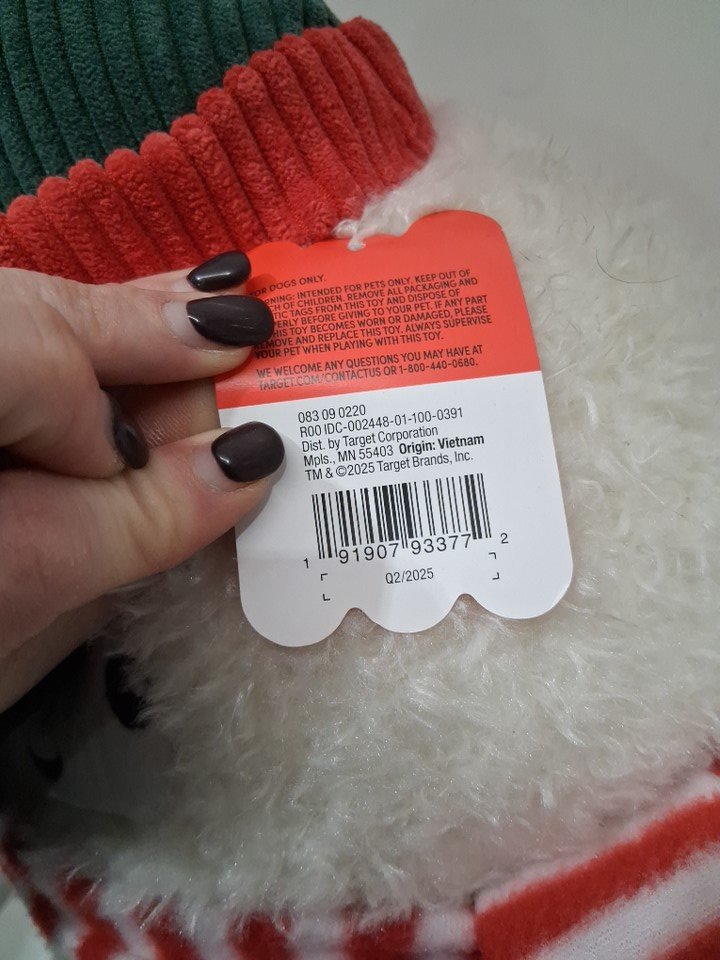 FOR DOGS ONLY.
WARNING: INTENDED FOR PETS ONLY. KEEP OUT OF
OF CHILDREN. REMOVE ALL PACKAGING AND
TAGS FROM THIS TOY AND DISPOSE OF
BEFORE GIVING TO YOUR PET. IF ANY PART
THIS TOY BECOMES WORN OR DAMAGED, PLEASE
REMOVE AND REPLACE THIS TOY. ALWAYS SUPERVISE
YOUR PET WHEN PLAYING WITH THIS TOY.
WE WELCOME ANY QUESTIONS YOU MAY HAVE AT
TARGET.COM/CONTACTUS OR 1-800-440-0680.
083 09 0220
R00 IDC-002448-01-100-0391
Dist. by Target Corporation
Mpls., MN 55403 Origin: Vietnam
TM & ©2025 Target Brands, Inc.
1 91907 93377 2
Q2/2025